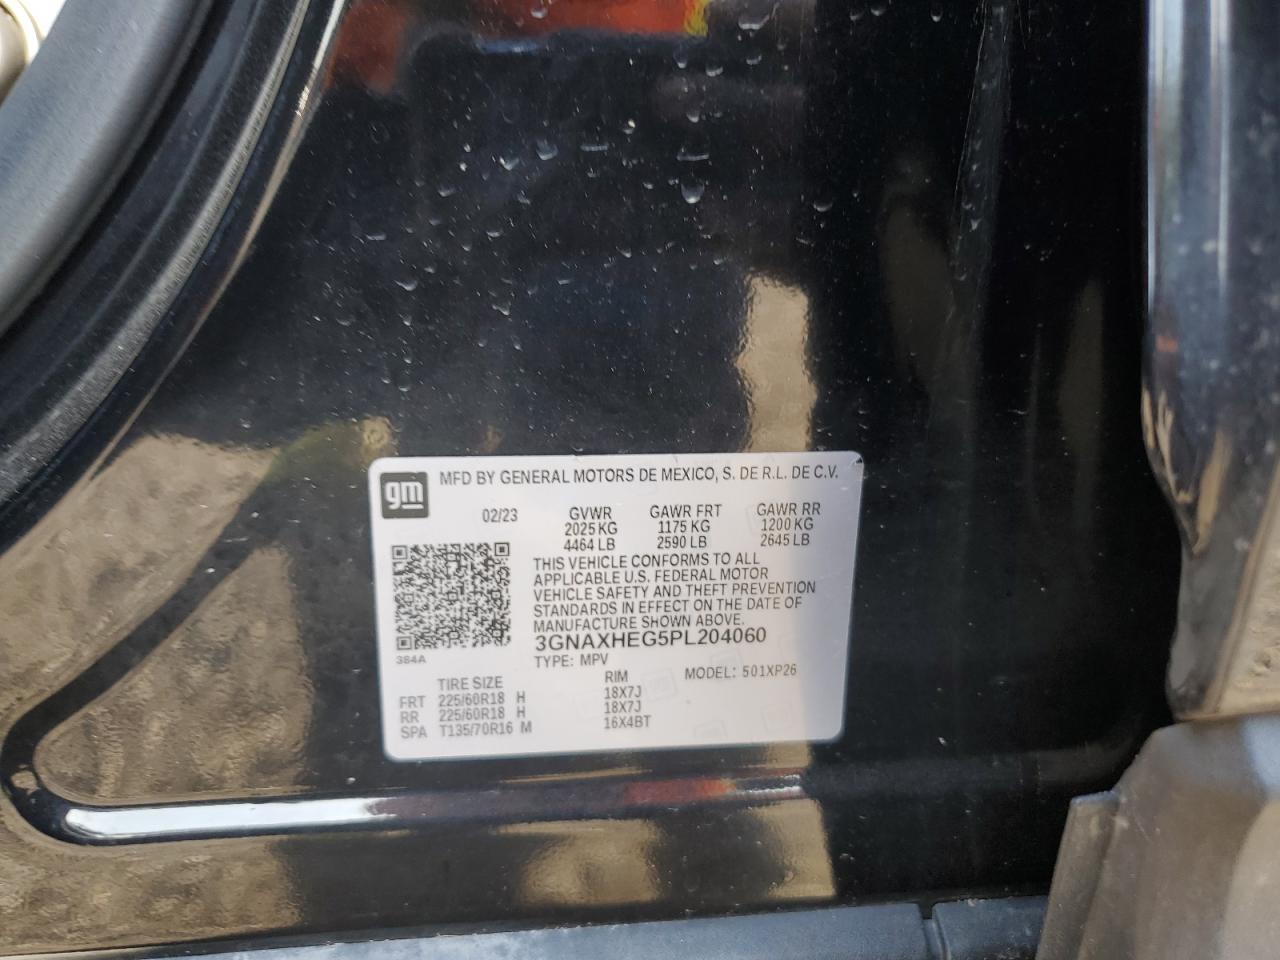 gm MFD BY GENERAL MOTORS DE MEXICO, S. DE R.L. DE C.V.
02/23 GVWR GAWR FRT GAWR RR
2025 KG 1175 KG 1200 KG
4464 LB 2590 LB 2645 LB
THIS VEHICLE CONFORMS TO ALL
APPLICABLE U.S. FEDERAL MOTOR
VEHICLE SAFETY AND THEFT PREVENTION
STANDARDS IN EFFECT ON THE DATE OF
MANUFACTURE SHOWN ABOVE.
3GNAXHEG5PL204060
384A
TYPE: MPV
MODEL: 501XP26
TIRE SIZE RIM
FRT 225/60R18 H 18X7J
RR 225/60R18 H 18X7J
SPA T135/70R16 M 16X4BT